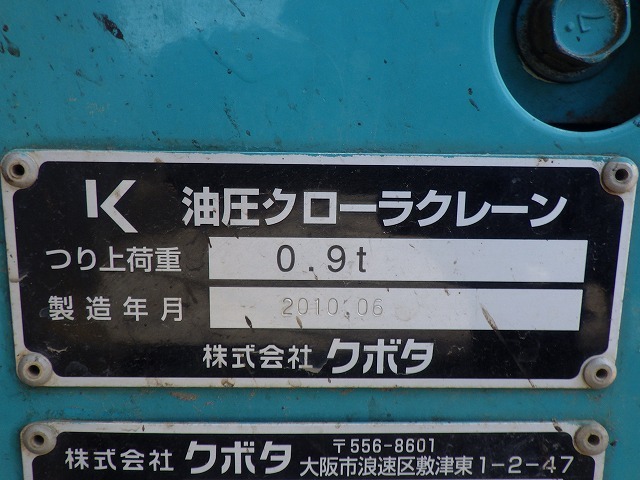 K 油圧クローラクレーン
つり上荷重 0.9t
製造年月 2010.06
株式会社 クボタ
株式会社 クボタ 〒556-8601
大阪市浪速区敷津東1-2-47